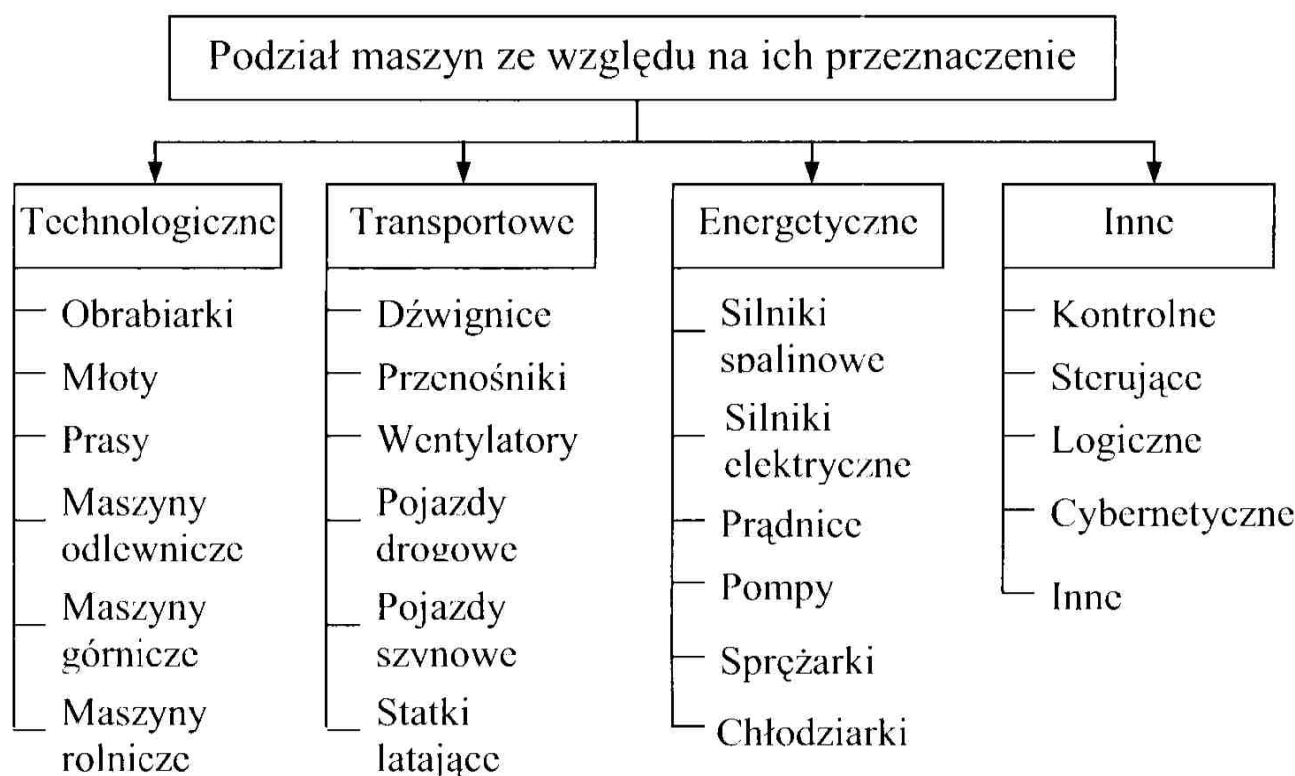 Podział maszyn ze względu na ich przeznaczenie
Technologiczne
Obrabiarki
Młoty
Prasy
Maszyny
odlewnicze
Maszyny
górnicze
Maszyny
rolnicze
Transportowe
Dźwignice
Przenośniki
Wentylatory
Pojazdy
drogowe
Pojazdy
szynowe
Statki
latające
Energetyczne
Silniki
spalinowe
Silniki
elektryczne
Prądnice
Pompy
Sprężarki
Chłodziarki
Inne
Kontrolne
Sterujące
Logiczne
Cybernetyczne
Inne